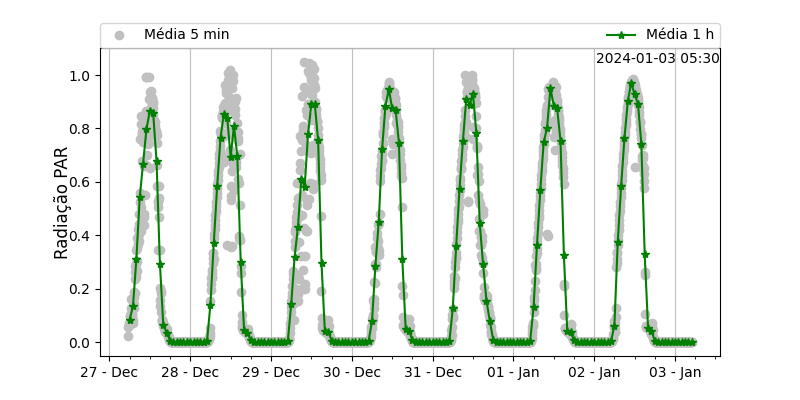 Média 5 min
Média 1 h
2024-01-03 05:30
1.0
0.8
0.6
0.4
0.2
0.0
Radiação PAR
27 - Dec
28 - Dec
29 - Dec
30 - Dec
31 - Dec
01 - Jan
02 - Jan
03 - Jan